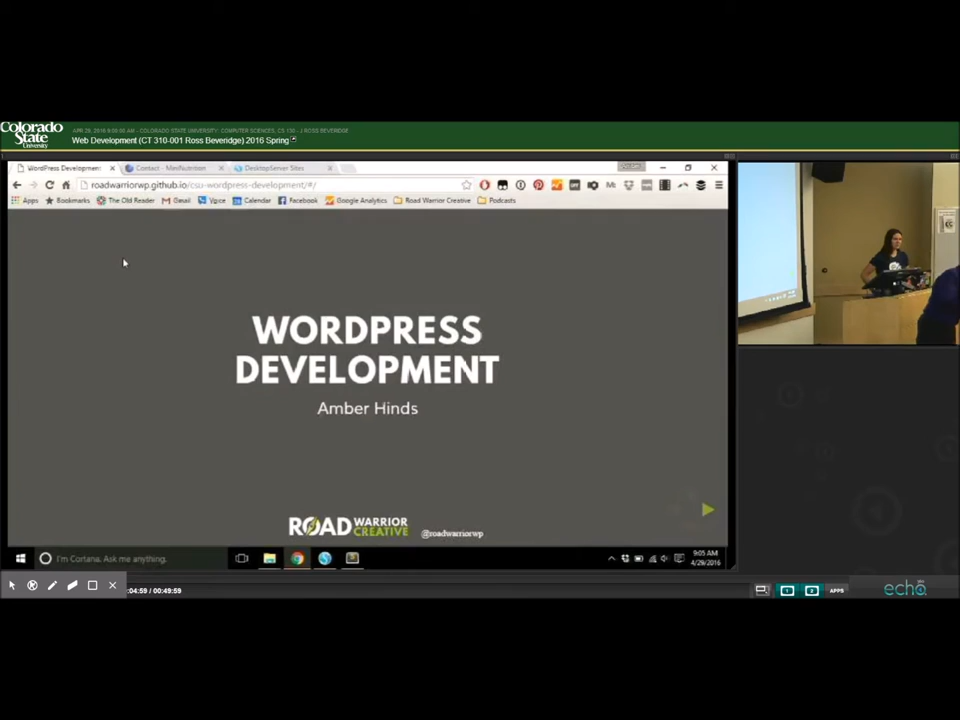 Colorado
State
University
APR 29, 2016 9:00:00 AM - COLORADO STATE UNIVERSITY: COMPUTER SCIENCES, CS 130 - J ROSS BEVERIDGE
Web Development (CT 310-001 Ross Beveridge) 2016 Spring
WordPress Development
Contact - MiniNutrition
DesktopServer Sites
roadwarriorwp.github.io/csu-wordpress-development/#/
Apps Bookmarks The Old Reader Gmail Voice Calendar Facebook Google Analytics Road Warrior Creative Podcasts
WORDPRESS
DEVELOPMENT
Amber Hinds
ROAD WARRIOR
CREATIVE
@roadwarriorwp
I'm Cortana. Ask me anything.
9:05 AM
4/29/2016
:04:59 / 00:49:59
1
2
APPS
echo